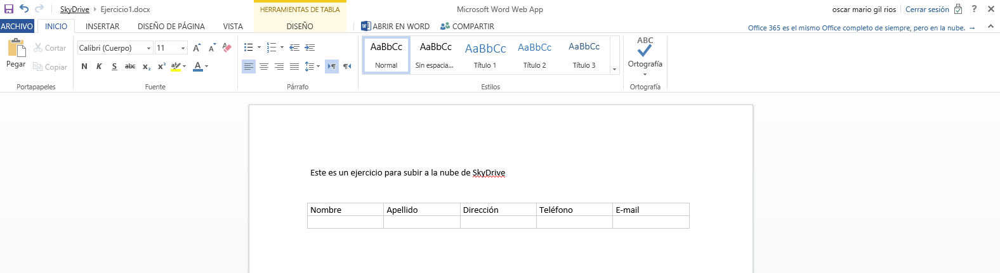 SkyDrive ▸ Ejercicio1.docx
HERRAMIENTAS DE TABLA
Microsoft Word Web App
oscar mario gil rios
Cerrar sesión
?
ARCHIVO INICIO INSERTAR DISEÑO DE PÁGINA VISTA DISEÑO ABRIR EN WORD COMPARTIR
Office 365 es el mismo Office completo de siempre, pero en la nube. →
Pegar
Cortar
Copiar
Portapapeles
Calibri (Cuerpo) 11
N K S abc x₂ x² ab A
Fuente
Párrafo
AaBbCc AaBbCc AaBbCc AaBbCc AaBbCc
Normal Sin espacia... Título 1 Título 2 Título 3
Estilos
ABC
Ortografía
Ortografía
Este es un ejercicio para subir a la nube de SkyDrive
Nombre Apellido Dirección Teléfono E-mail